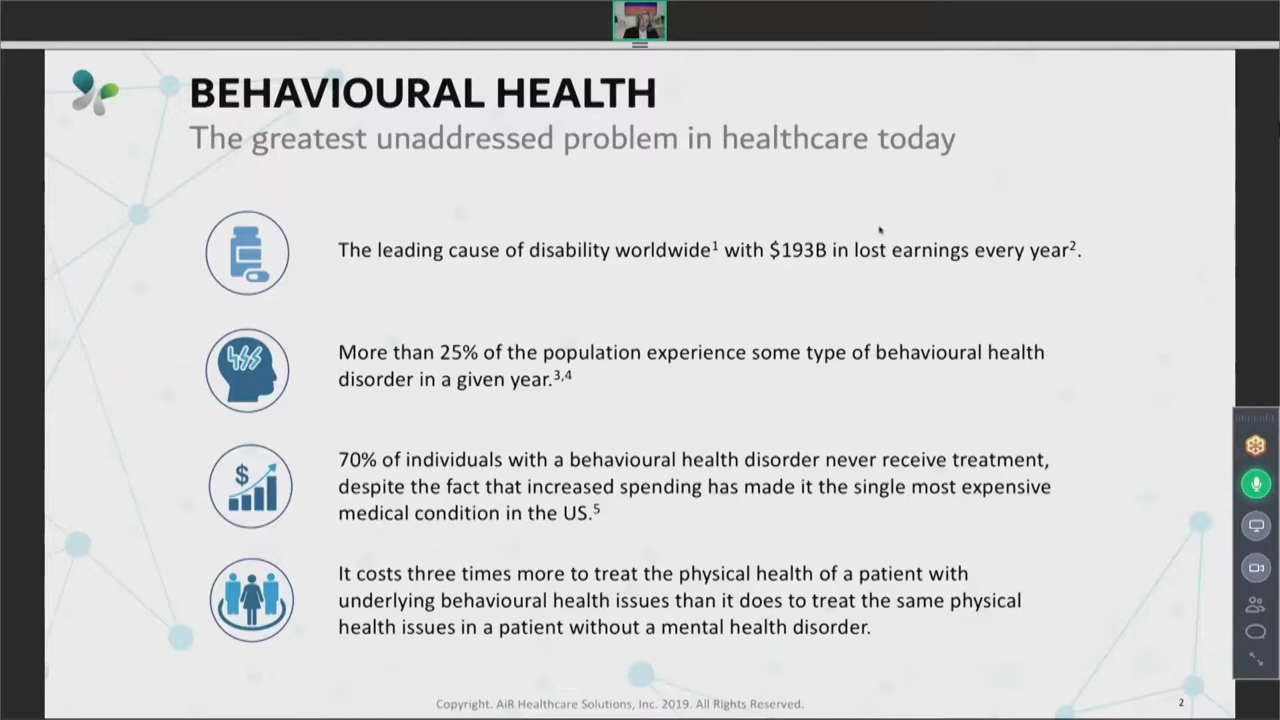 BEHAVIOURAL HEALTH
The greatest unaddressed problem in healthcare today
The leading cause of disability worldwide¹ with $193B in lost earnings every year².
More than 25% of the population experience some type of behavioural health
disorder in a given year.³,⁴
$
70% of individuals with a behavioural health disorder never receive treatment,
despite the fact that increased spending has made it the single most expensive
medical condition in the US.⁵
It costs three times more to treat the physical health of a patient with
underlying behavioural health issues than it does to treat the same physical
health issues in a patient without a mental health disorder.
Copyright. AiR Healthcare Solutions, Inc. 2019. All Rights Reserved.
2